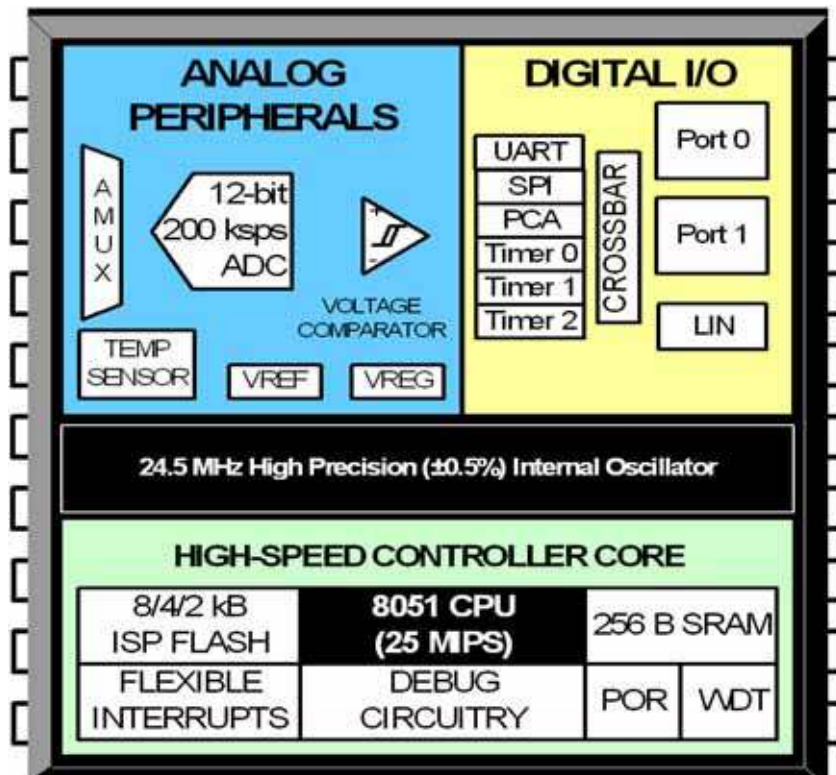 ANALOG
PERIPHERALS
AMUX
12-bit
200 ksps
ADC
+
-
VOLTAGE
COMPARATOR
TEMP
SENSOR
VREF
VREG
DIGITAL I/O
UART
SPI
PCA
Timer 0
Timer 1
Timer 2
CROSSBAR
Port 0
Port 1
LIN
24.5 MHz High Precision (±0.5%) Internal Oscillator
HIGH-SPEED CONTROLLER CORE
8/4/2 kB
ISP FLASH
8051 CPU
(25 MIPS)
256 B SRAM
FLEXIBLE
INTERRUPTS
DEBUG
CIRCUITRY
POR
WDT